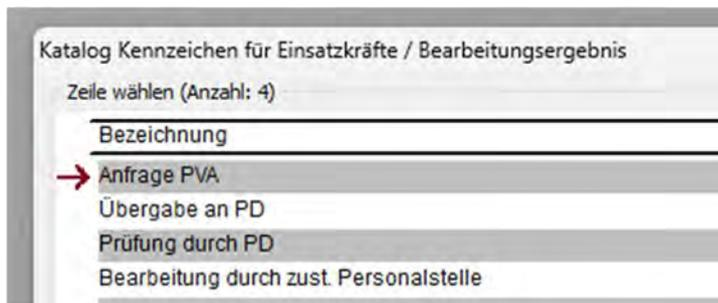 Katalog Kennzeichen für Einsatzkräfte / Bearbeitungsergebnis
Zeile wählen (Anzahl: 4)
Bezeichnung
Anfrage PVA
Übergabe an PD
Prüfung durch PD
Bearbeitung durch zust. Personalstelle